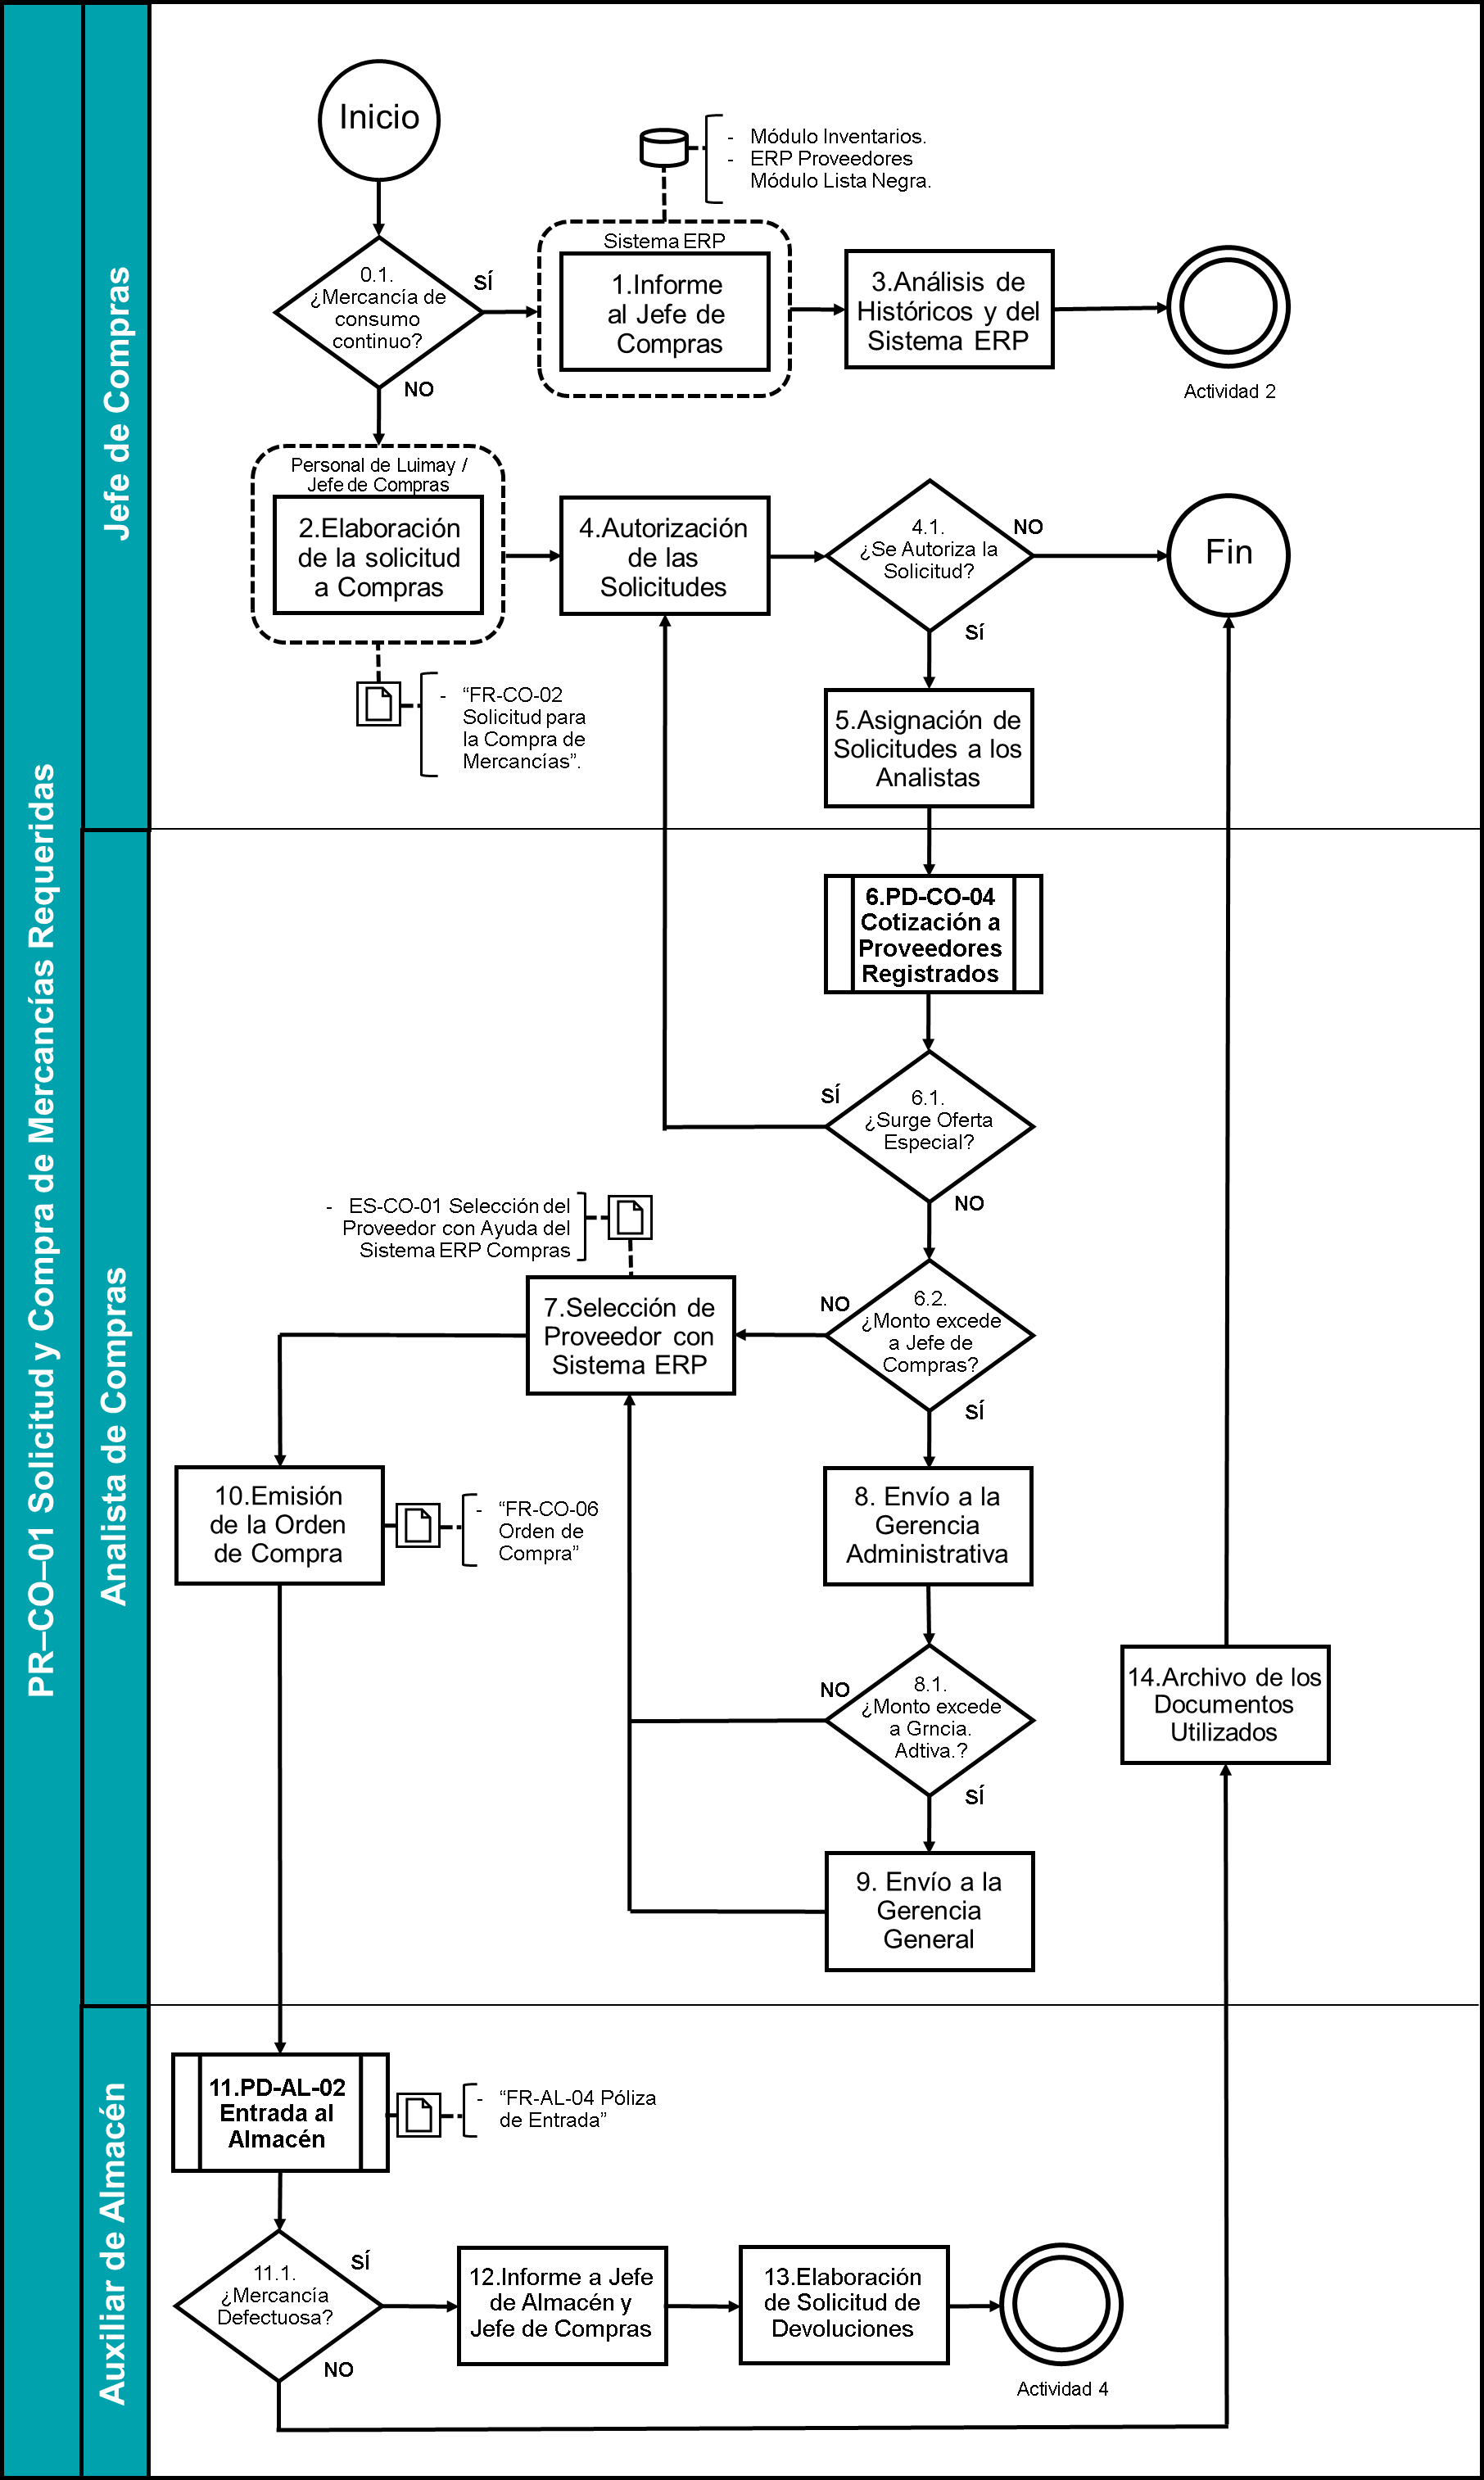 PR–CO–01 Solicitud y Compra de Mercancías Requeridas
Jefe de Compras
Inicio
- Módulo Inventarios.
- ERP Proveedores
Módulo Lista Negra.
0.1.
¿Mercancía de
consumo
continuo?
SÍ
NO
Sistema ERP
1.Informe
al Jefe de
Compras
3.Análisis de
Históricos y del
Sistema ERP
Actividad 2
Personal de Luimay /
Jefe de Compras
2.Elaboración
de la solicitud
a Compras
- “FR-CO-02
Solicitud para
la Compra de
Mercancías”.
4.Autorización
de las
Solicitudes
4.1.
¿Se Autoriza la
Solicitud?
NO
SÍ
Fin
5.Asignación de
Solicitudes a los
Analistas
Analista de Compras
6.PD-CO-04
Cotización a
Proveedores
Registrados
6.1.
¿Surge Oferta
Especial?
SÍ
NO
- ES-CO-01 Selección del
Proveedor con Ayuda del
Sistema ERP Compras
7.Selección de
Proveedor con
Sistema ERP
6.2.
¿Monto excede
a Jefe de
Compras?
NO
SÍ
10.Emisión
de la Orden
de Compra
- “FR-CO-06
Orden de
Compra”
8. Envío a la
Gerencia
Administrativa
8.1.
¿Monto excede
a Grncia.
Adtiva.?
NO
SÍ
14.Archivo de los
Documentos
Utilizados
9. Envío a la
Gerencia
General
Auxiliar de Almacén
11.PD-AL-02
Entrada al
Almacén
- “FR-AL-04 Póliza
de Entrada”
11.1.
¿Mercancía
Defectuosa?
SÍ
NO
12.Informe a Jefe
de Almacén y
Jefe de Compras
13.Elaboración
de Solicitud de
Devoluciones
Actividad 4